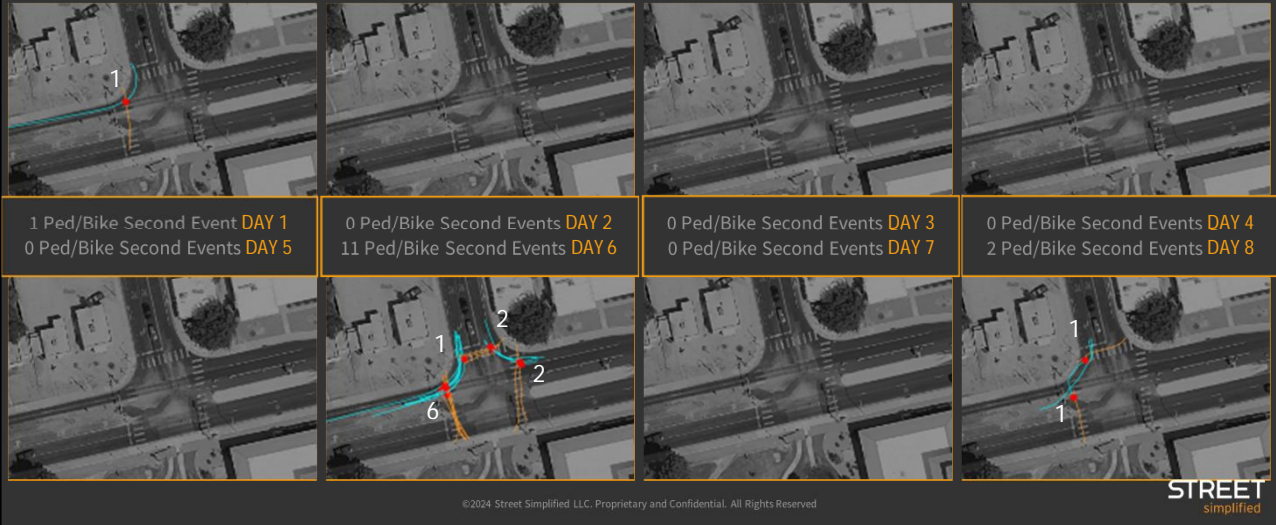 1
1 Ped/Bike Second Event DAY 1
0 Ped/Bike Second Events DAY 5
0 Ped/Bike Second Events DAY 2
11 Ped/Bike Second Events DAY 6
0 Ped/Bike Second Events DAY 3
0 Ped/Bike Second Events DAY 7
0 Ped/Bike Second Events DAY 4
2 Ped/Bike Second Events DAY 8
2
1
2
6
1
1
©2024 Street Simplified LLC. Proprietary and Confidential. All Rights Reserved
STREET
simplified